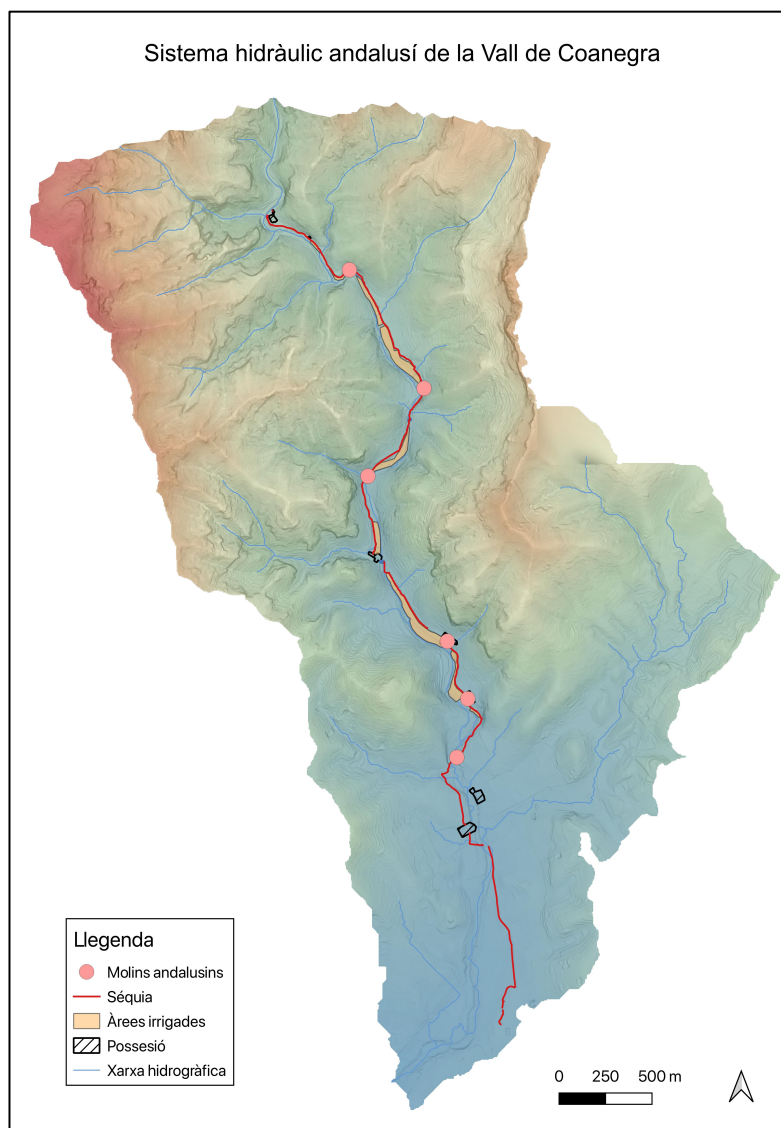 Sistema hidràulic andalusí de la Vall de Coanegra
Llegenda
Molins andalusins
Séquia
Àrees irrigades
Possesió
Xarxa hidrogràfica
0 250 500 m